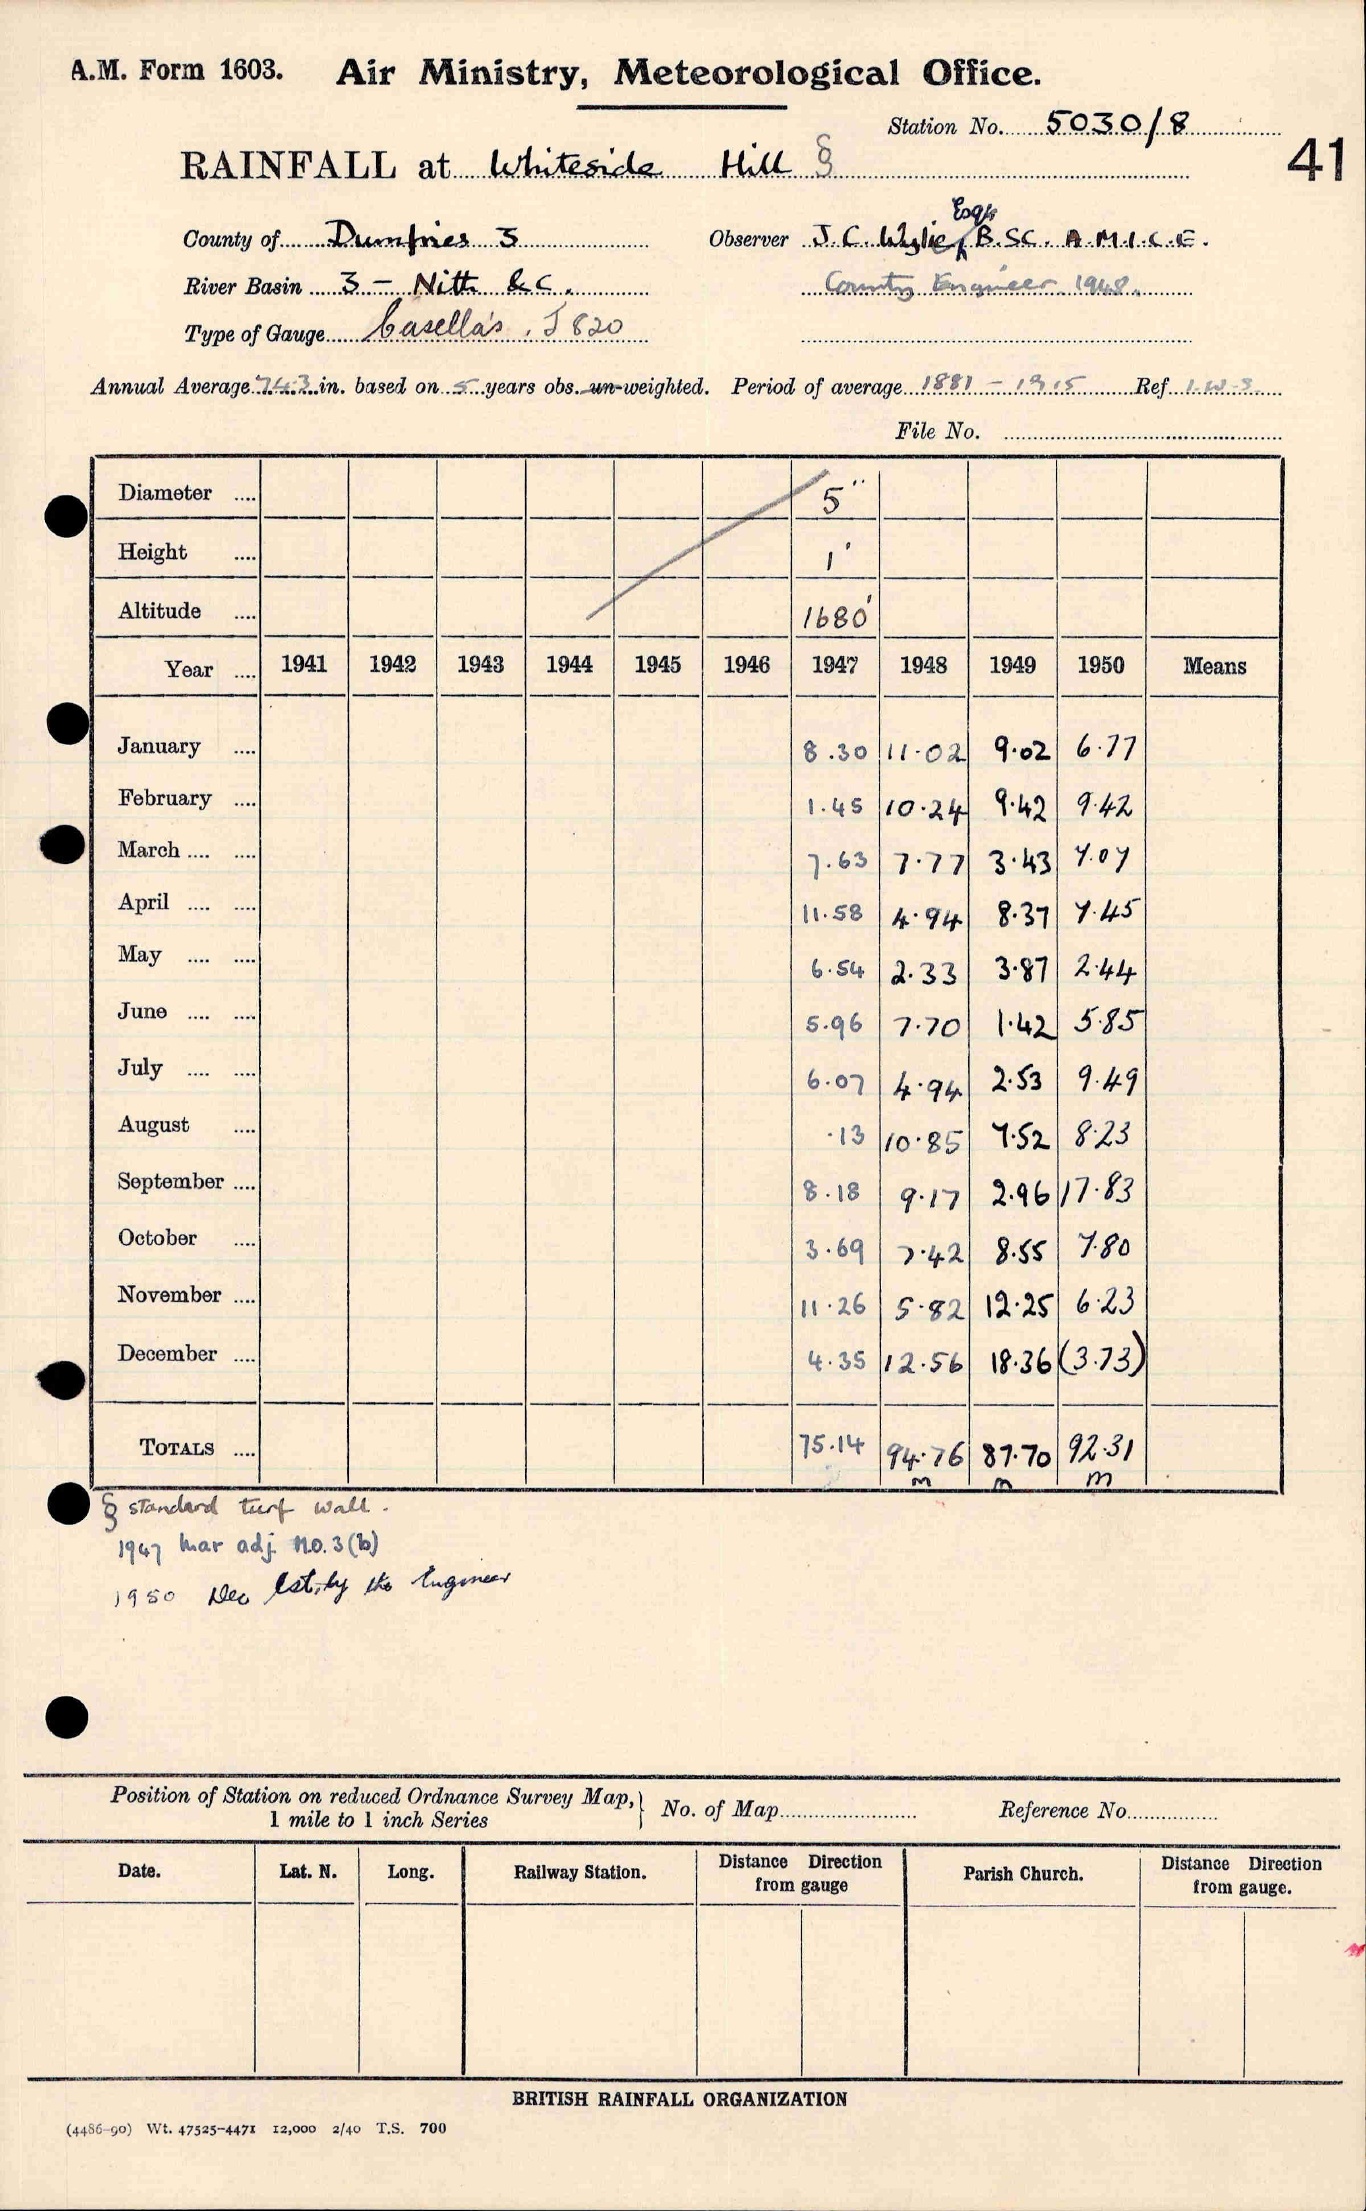 A.M. Form 1603. Air Ministry, Meteorological Office.
Station No. 5030/8
41
RAINFALL at Whiteside Hill §
Esqr
County of Dumfries 3 Observer J. C. Wylie, B.SC. A.M.I.C.E.
River Basin 3 - Nith &c. County Engineer 1948.
Type of Gauge Casella's. J 820
Annual Average 74.3 in. based on 5 years obs. un-weighted. Period of average 1881 - 1915 Ref I.W.3.
File No.
Diameter .... 5"
Height .... 1'
Altitude .... 1680'
Year .... 1941 1942 1943 1944 1945 1946 1947 1948 1949 1950 Means
January .... 8.30 11.02 9.02 6.77
February .... 1.45 10.24 9.42 9.42
March .... .... 7.63 7.77 3.43 7.07
April .... .... 11.58 4.94 8.37 7.45
May .... .... 6.54 2.33 3.87 2.44
June .... .... 5.96 7.70 1.42 5.85
July .... .... 6.07 4.94 2.53 9.49
August .... .13 10.85 7.52 8.23
September .... 8.18 9.17 2.96 17.83
October .... 3.69 7.42 8.55 7.80
November .... 11.26 5.82 12.25 6.23
December .... 4.35 12.56 18.36 (3.73)
TOTALS .... 75.14 94.76 87.70 92.31
m m m
§ standard turf wall.
1947 Mar adj M.O.3(b)
1950 Dec Est. by the Engineer
Position of Station on reduced Ordnance Survey Map, 1 mile to 1 inch Series } No. of Map Reference No.
Date. Lat. N. Long. Railway Station. Distance Direction from gauge Parish Church. Distance Direction from gauge.
BRITISH RAINFALL ORGANIZATION
(4486-90) Wt. 47525-4471 12,000 2/40 T.S. 700